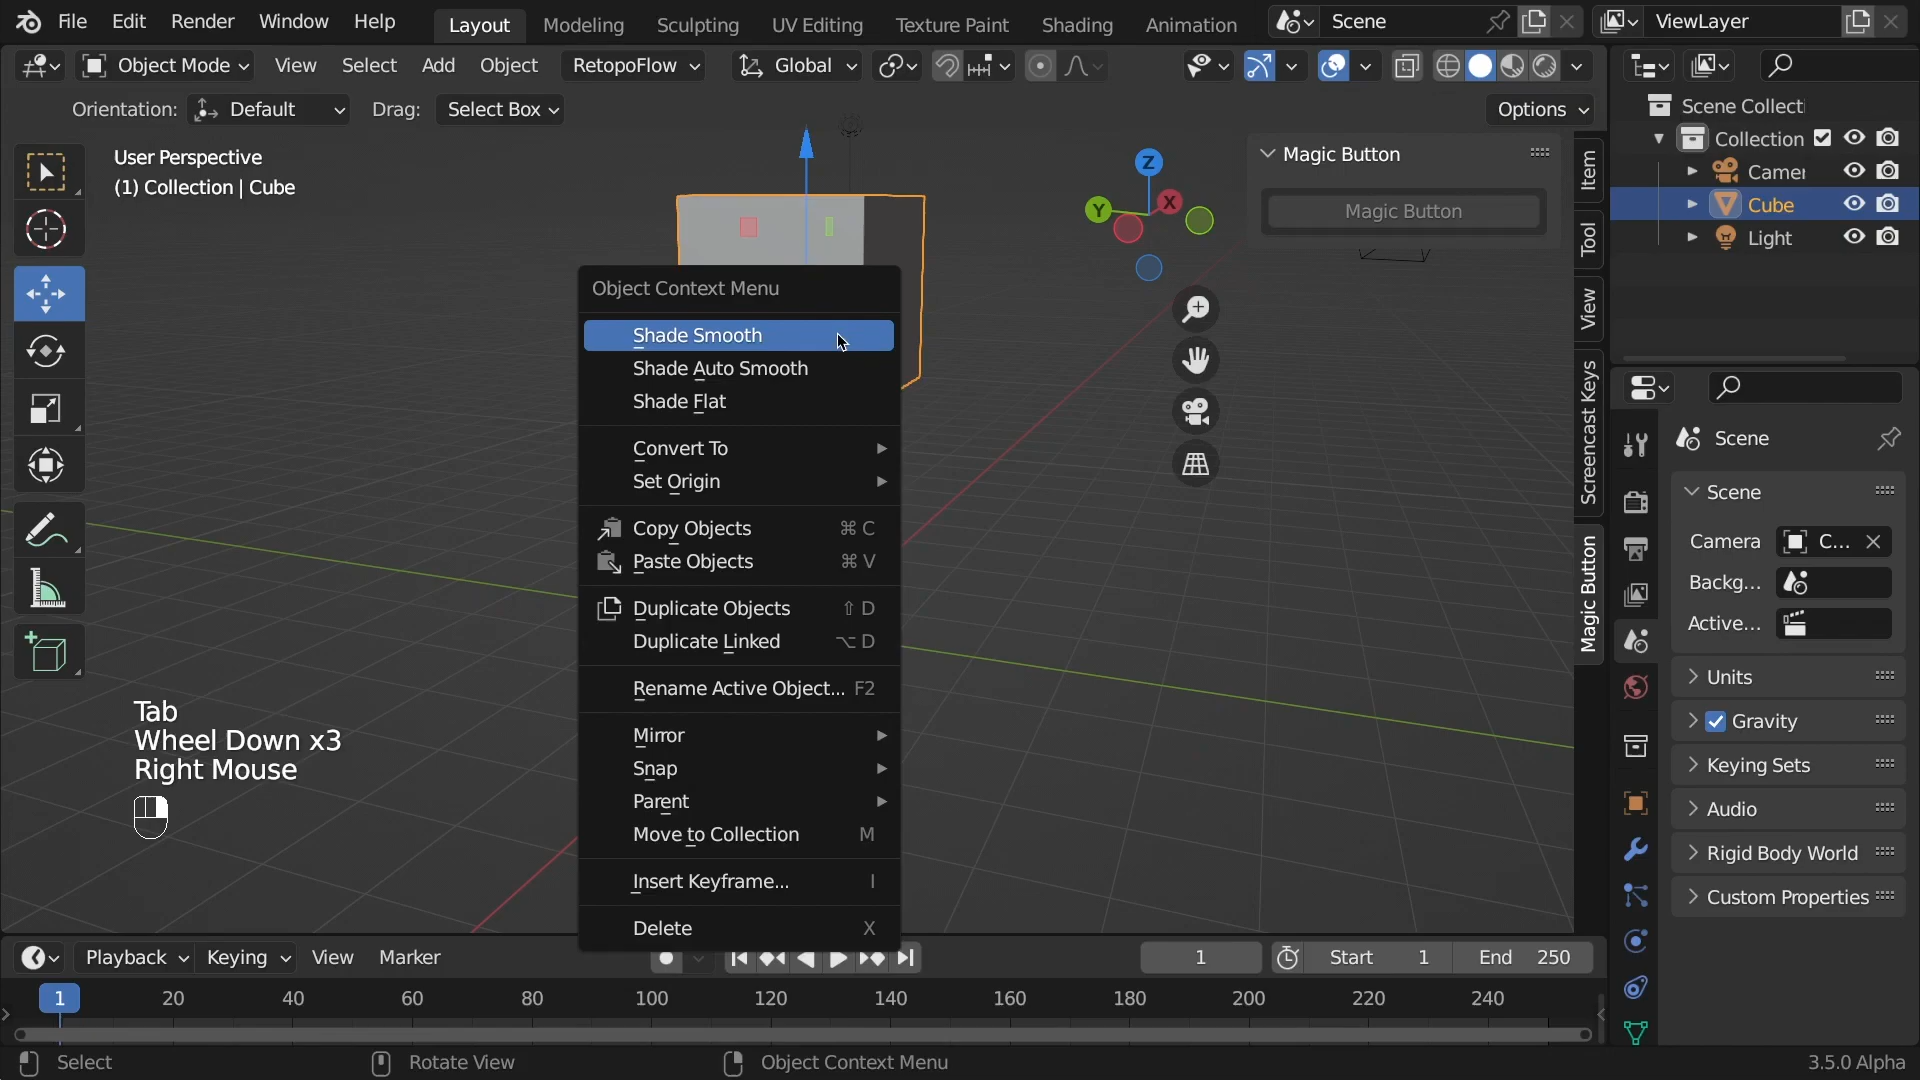 File Edit Render Window Help Layout Modeling Sculpting UV Editing Texture Paint Shading Animation Scene ViewLayer
Object Mode View Select Add Object RetopoFlow Global
Orientation: Default Drag: Select Box Options
User Perspective
(1) Collection | Cube
Z
Y
X
Magic Button
Magic Button
Item
Tool
View
Screencast Keys
Magic Button
Scene Collecti
Collection
Camer
Cube
Light
Object Context Menu
Shade Smooth
Shade Auto Smooth
Shade Flat
Convert To
Set Origin
Copy Objects ⌘ C
Paste Objects ⌘ V
Duplicate Objects ⇧ D
Duplicate Linked ⌥ D
Rename Active Object... F2
Mirror
Snap
Parent
Move to Collection M
Insert Keyframe... I
Delete X
Tab
Wheel Down x3
Right Mouse
Scene
Scene
Camera C...
Backg...
Active...
Units
Gravity
Keying Sets
Audio
Rigid Body World
Custom Properties
Playback Keying View Marker 1 Start 1 End 250
1 20 40 60 80 100 120 140 160 180 200 220 240
Select Rotate View Object Context Menu 3.5.0 Alpha